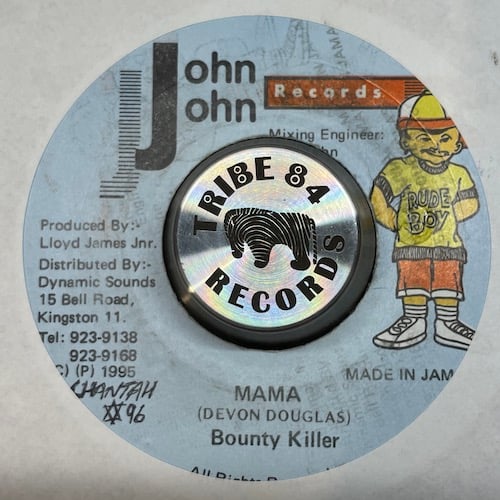 John
John
Records
Mixing Engineer:
TRIBE 84
RECORDS
RUDE
BOY
Produced By:-
Lloyd James Jnr.
Distributed By:-
Dynamic Sounds
15 Bell Road,
Kingston 11.
Tel: 923-9138
923-9168
C) (P) 1995
MADE IN JAM
CHANTAH
96
MAMA
(DEVON DOUGLAS)
Bounty Killer
All Rights